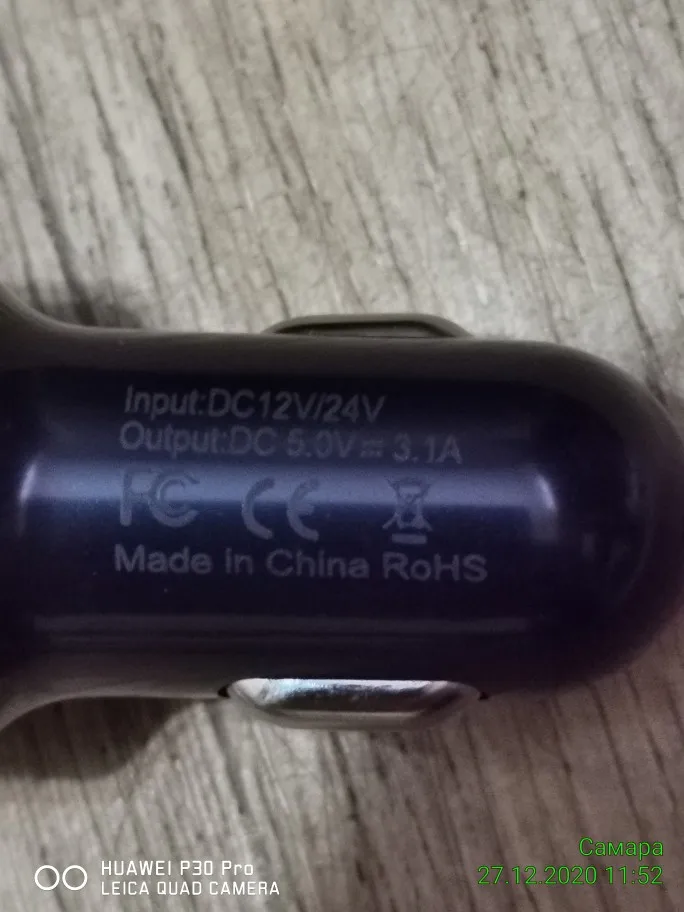 Input:DC12V/24V
Output:DC 5.0V⎓3.1A
FC CE
Made in China RoHS
HUAWEI P30 Pro
LEICA QUAD CAMERA
Самара
27.12.2020 11:52